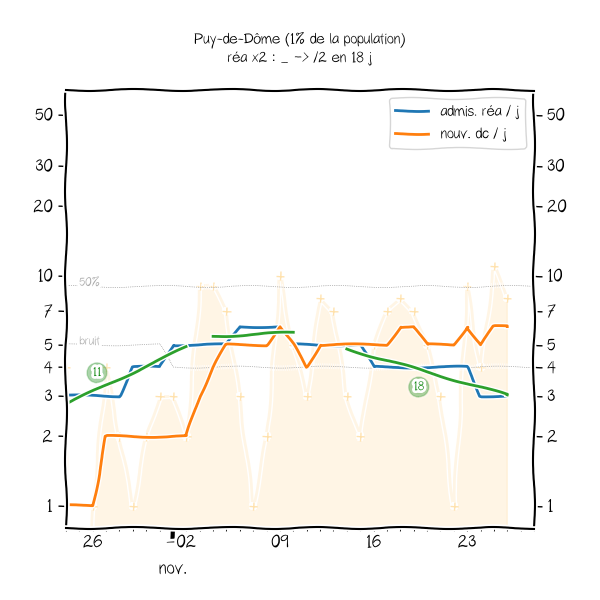 Puy-de-Dôme (1% de la population)
réa x2 : _ -> /2 en 18 j
admis. réa / j
nouv. dc / j
50 50
30 30
20 20
10 10
7 7
5 5
4 4
3 3
2 2
1 1
50%
bruit
11
18
26 02 09 16 23
nov.